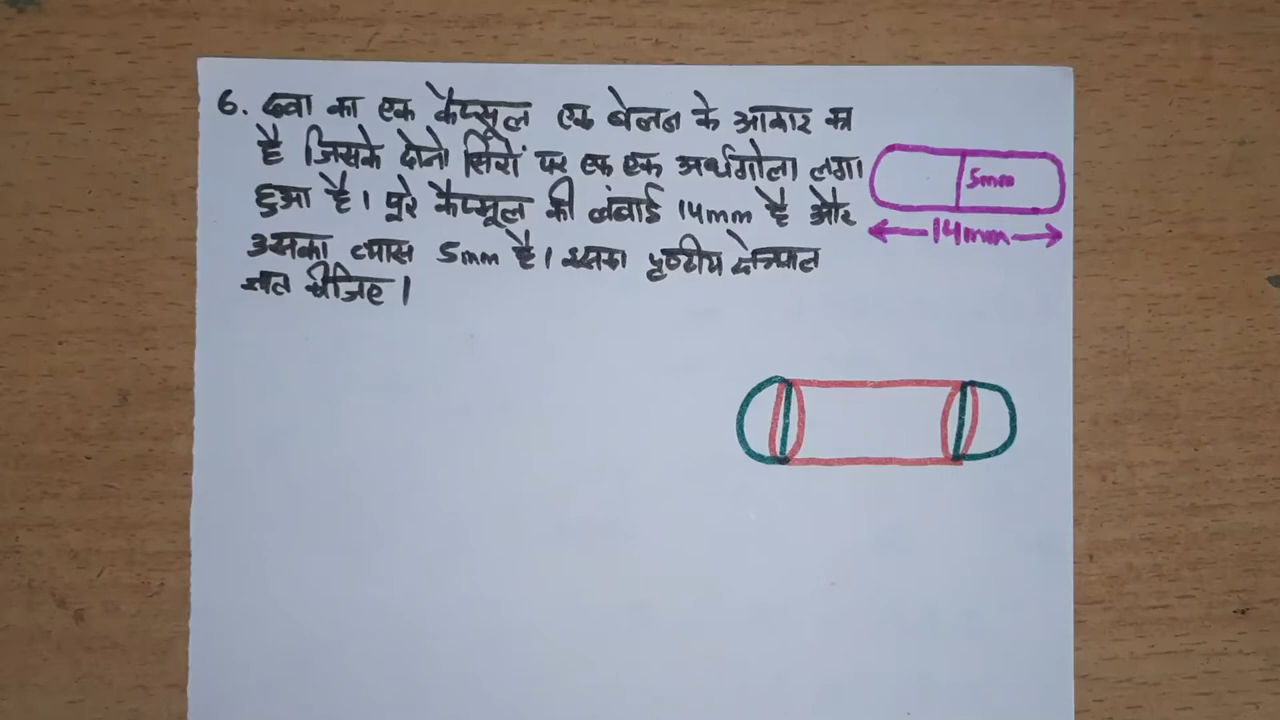 6. दवा का एक कैप्सूल एक बेलन के आकार का
है जिसके दोनो सिरों पर एक एक अर्धगोला लगा
हुआ है। पूरे कैप्सूल की लंबाई 14mm है और
उसका व्यास 5mm है। इसका पृष्ठीय क्षेत्रफल
ज्ञात कीजिए।
5mm
14mm